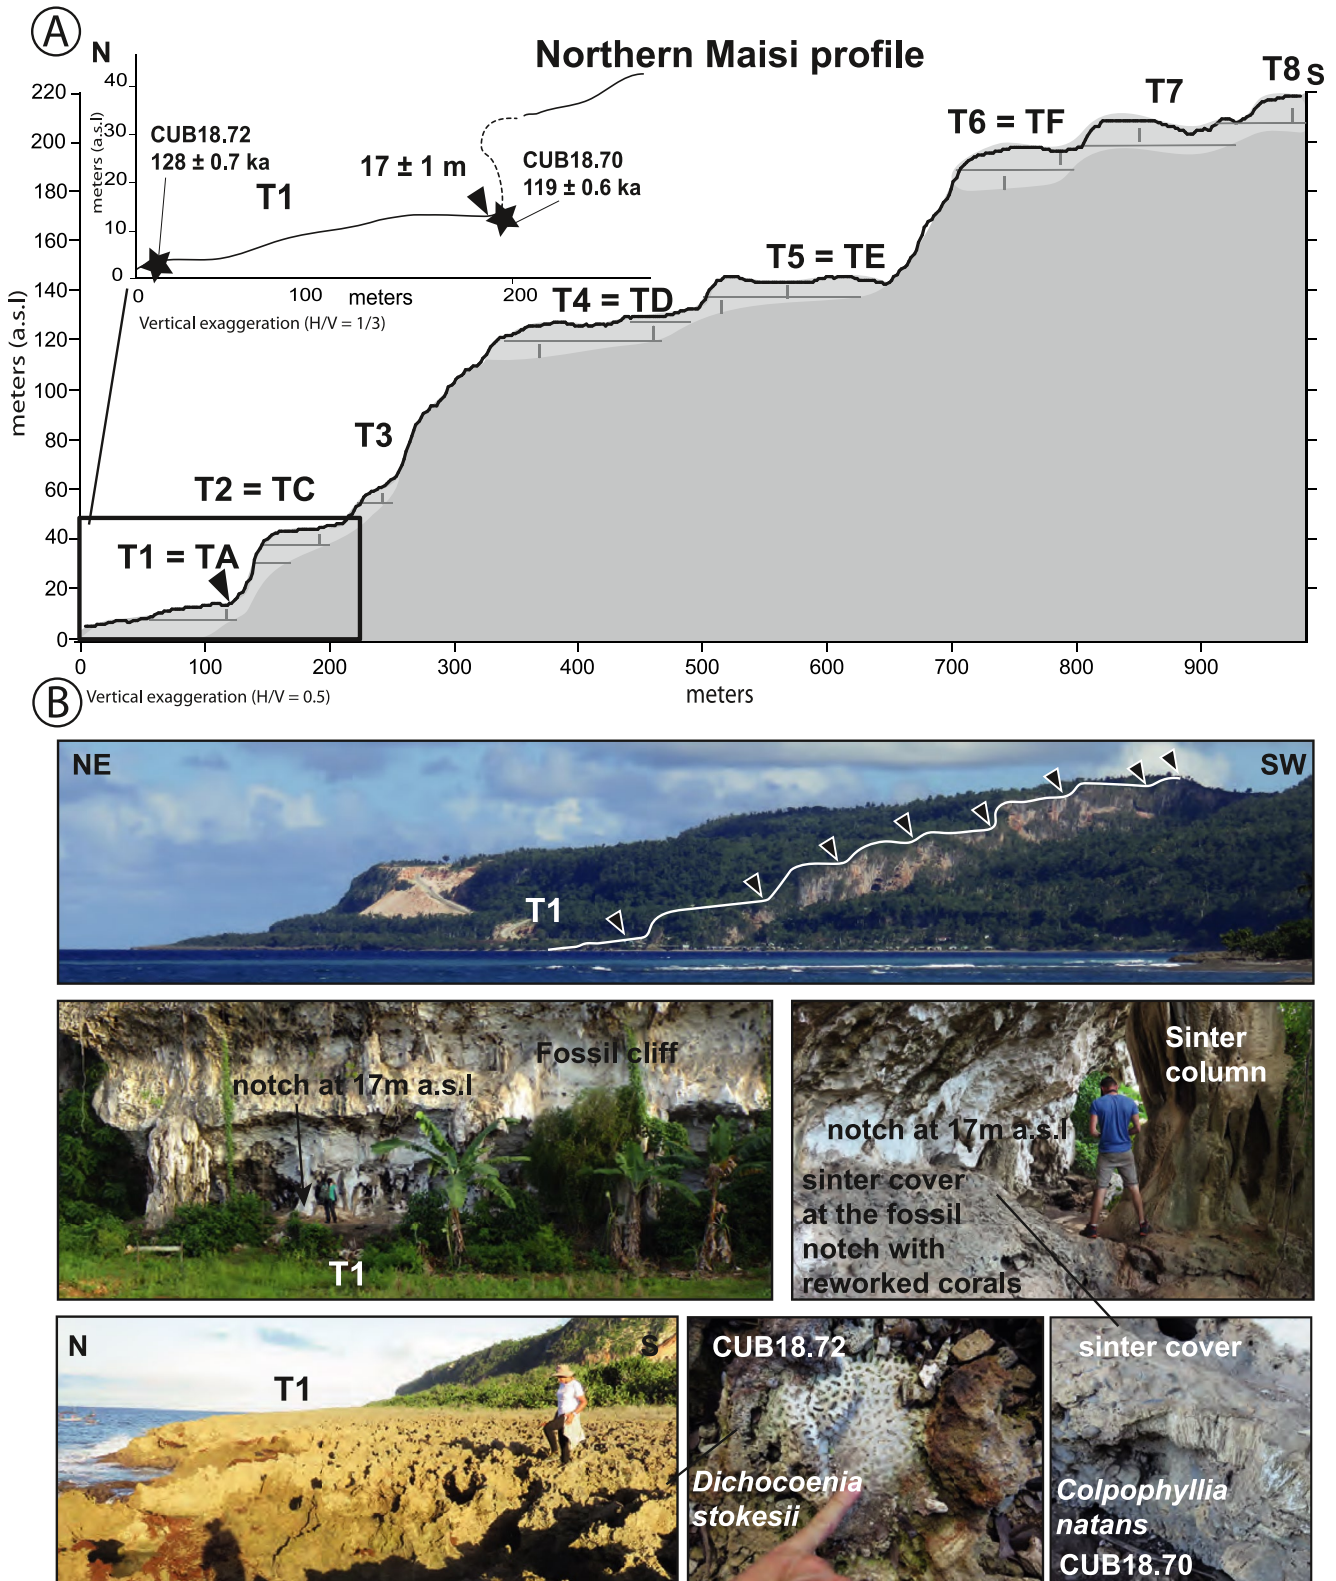 A
Northern Maisi profile
N
S
220
200
180
160
140
120
100
80
60
40
20
0
meters (a.s.l)
40
30
20
10
0
meters (a.s.l)
CUB18.72
128 ± 0.7 ka
T1
17 ± 1 m
CUB18.70
119 ± 0.6 ka
0 100 meters 200
Vertical exaggeration (H/V = 1/3)
T8
T7
T6 = TF
T5 = TE
T4 = TD
T3
T2 = TC
T1 = TA
0 100 200 300 400 500 600 700 800 900
meters
Vertical exaggeration (H/V = 0.5)
B
NE
SW
T1
Fossil cliff
notch at 17m a.s.l
T1
Sinter
column
notch at 17m a.s.l
sinter cover
at the fossil
notch with
reworked corals
N
S
T1
CUB18.72
Dichocoenia
stokesii
sinter cover
Colpophyllia
natans
CUB18.70